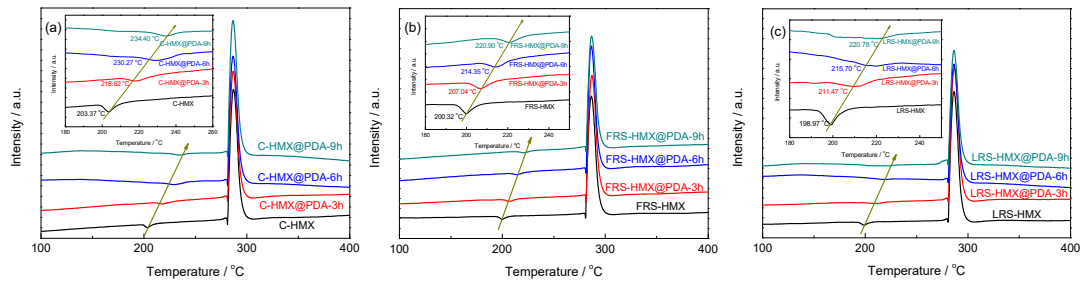 (a)
Intensity / a.u.
234.40 °C
C-HMX@PDA-9h
230.27 °C
C-HMX@PDA-6h
218.62 °C
C-HMX@PDA-3h
203.37 °C
C-HMX
180 200 220 240 260
Temperature / °C
C-HMX@PDA-9h
C-HMX@PDA-6h
C-HMX@PDA-3h
C-HMX
Intensity / a.u.
100 200 300 400
Temperature / °C
(b)
Intensity / a.u.
220.90 °C
FRS-HMX@PDA-9h
214.35 °C
FRS-HMX@PDA-6h
207.04 °C
FRS-HMX@PDA-3h
200.32 °C
FRS-HMX
180 200 220 240
Temperature / °C
FRS-HMX@PDA-9h
FRS-HMX@PDA-6h
FRS-HMX@PDA-3h
FRS-HMX
Intensity / a.u.
100 200 300 400
Temperature / °C
(c)
Intensity / a.u.
220.78 °C
LRS-HMX@PDA-9h
215.70 °C
LRS-HMX@PDA-6h
211.47 °C
LRS-HMX@PDA-3h
198.97 °C
LRS-HMX
180 200 220 240
Temperature / °C
LRS-HMX@PDA-9h
LRS-HMX@PDA-6h
LRS-HMX@PDA-3h
LRS-HMX
Intensity / a.u.
100 200 300 400
Temperature / °C